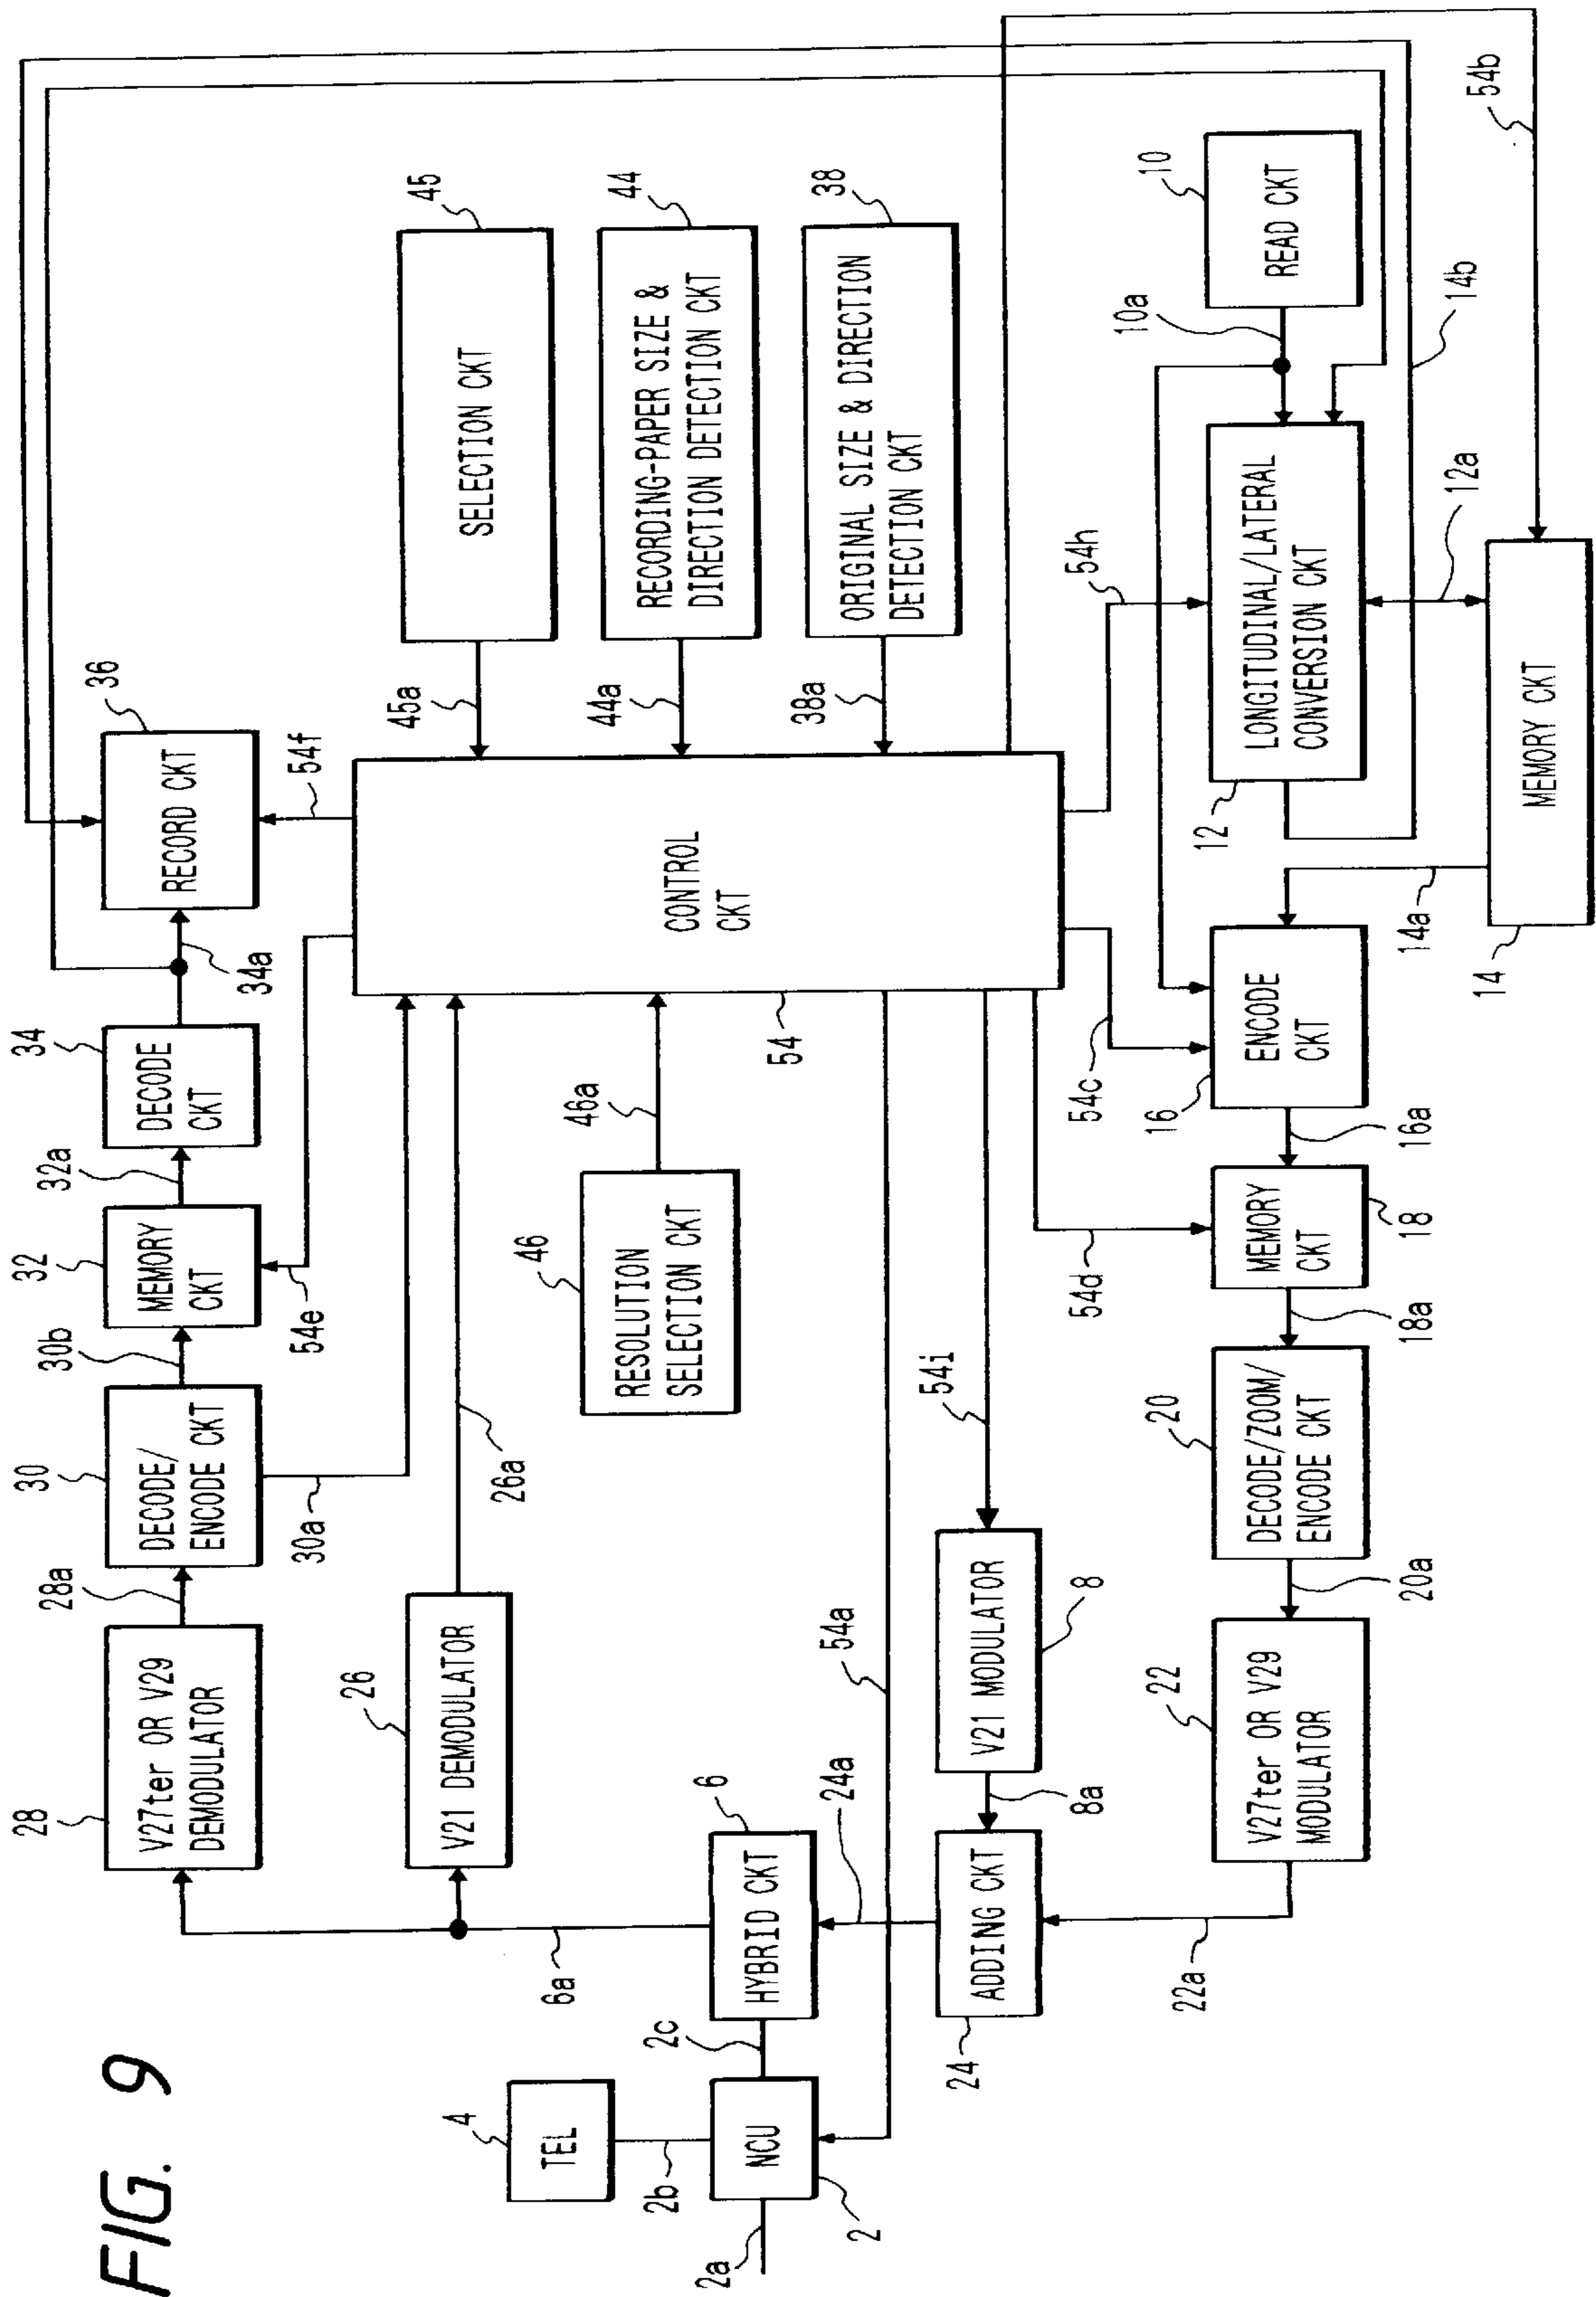 FIG. 9
28
V27ter OR V29
DEMODULATOR
28a
30
DECODE/
ENCODE CKT
30a
30b
32
MEMORY
CKT
32a
54e
34
DECODE
CKT
34a
36
RECORD CKT
54f
26
V21 DEMODULATOR
26a
46
RESOLUTION
SELECTION CKT
46a
45
SELECTION CKT
45a
44
RECORDING-PAPER SIZE &
DIRECTION DETECTION CKT
44a
38
ORIGINAL SIZE & DIRECTION
DETECTION CKT
38a
CONTROL
CKT
54
4
TEL
2b
2a
NCU
2
2c
6
HYBRID CKT
6a
24a
54a
54i
24
ADDING CKT
8a
V21 MODULATOR
8
22a
22
V27ter OR V29
MODULATOR
20a
20
DECODE/ZOOM/
ENCODE CKT
18a
54d
MEMORY
CKT
18
16a
54c
16
ENCODE
CKT
14a
54h
12
LONGITUDINAL/LATERAL
CONVERSION CKT
12a
10a
10
READ CKT
14b
54b
14
MEMORY CKT